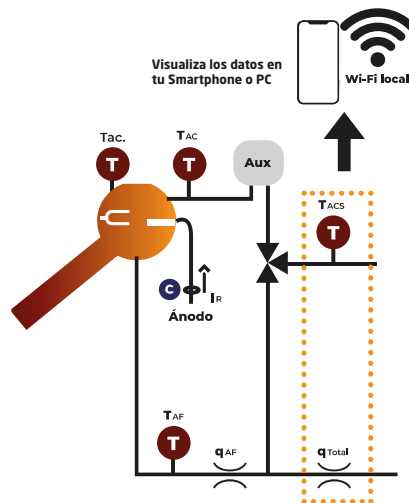 Visualiza los datos en
tu Smartphone o PC
Wi-Fi local
Tac.
T
TAC
T
Aux
TACS
T
C
IR
Ánodo
TAF
T
qAF
qTotal